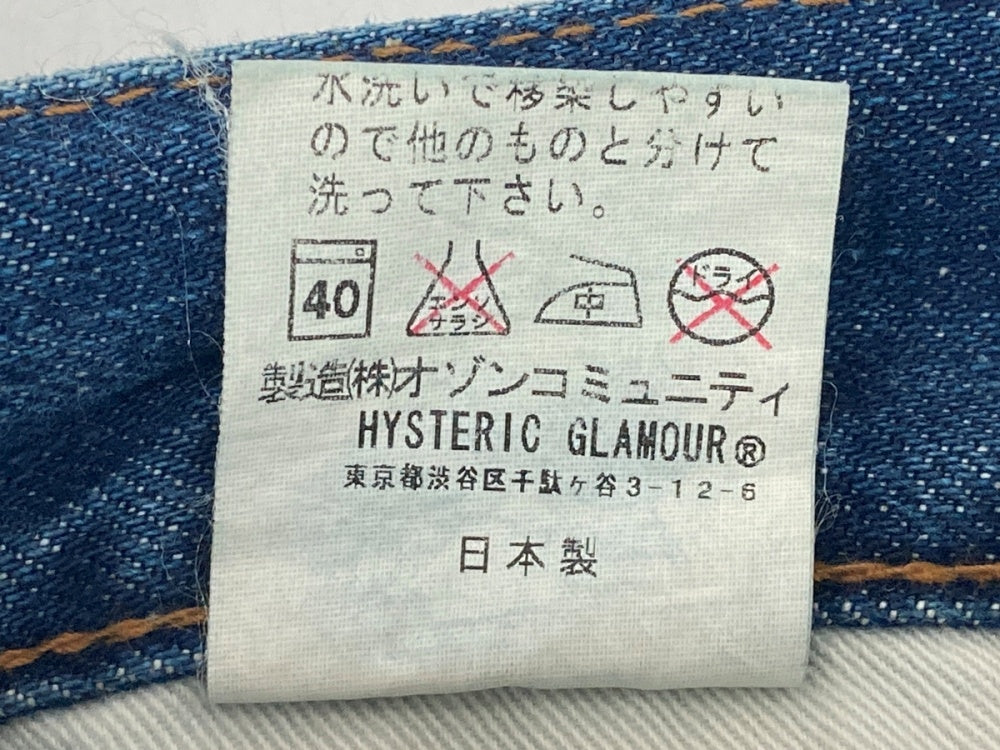 水洗いで移染しやすい
ので他のものと分けて
洗って下さい。
40
エンソ
サラシ
中
ドライ
製造(株)オゾンコミュニティ
HYSTERIC GLAMOUR®
東京都渋谷区千駄ヶ谷3-12-6
日本製